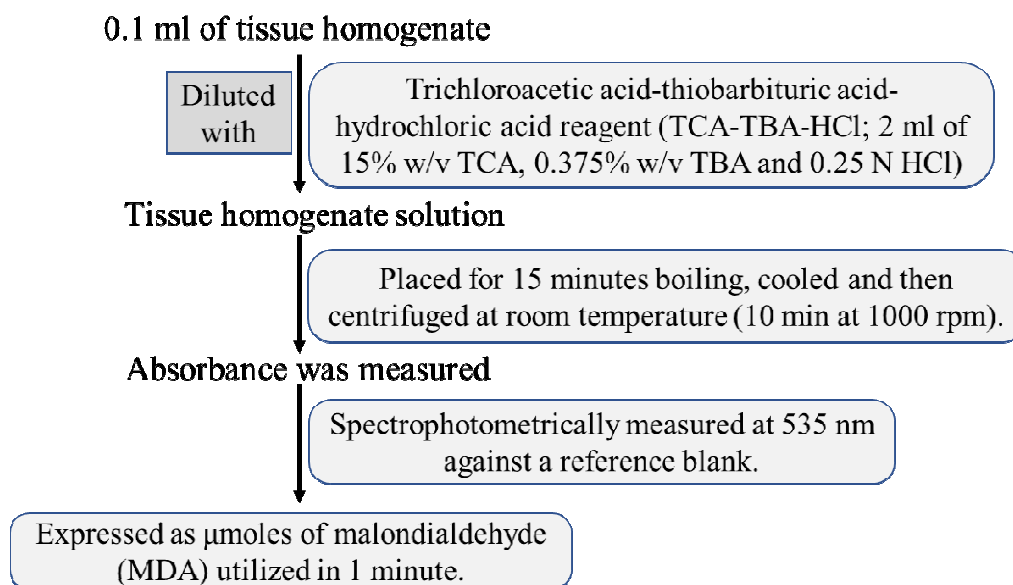 0.1 ml of tissue homogenate
Diluted
with
Trichloroacetic acid-thiobarbituric acid-
hydrochloric acid reagent (TCA-TBA-HCl; 2 ml of
15% w/v TCA, 0.375% w/v TBA and 0.25 N HCl)
Tissue homogenate solution
Placed for 15 minutes boiling, cooled and then
centrifuged at room temperature (10 min at 1000 rpm).
Absorbance was measured
Spectrophotometrically measured at 535 nm
against a reference blank.
Expressed as μmoles of malondialdehyde
(MDA) utilized in 1 minute.